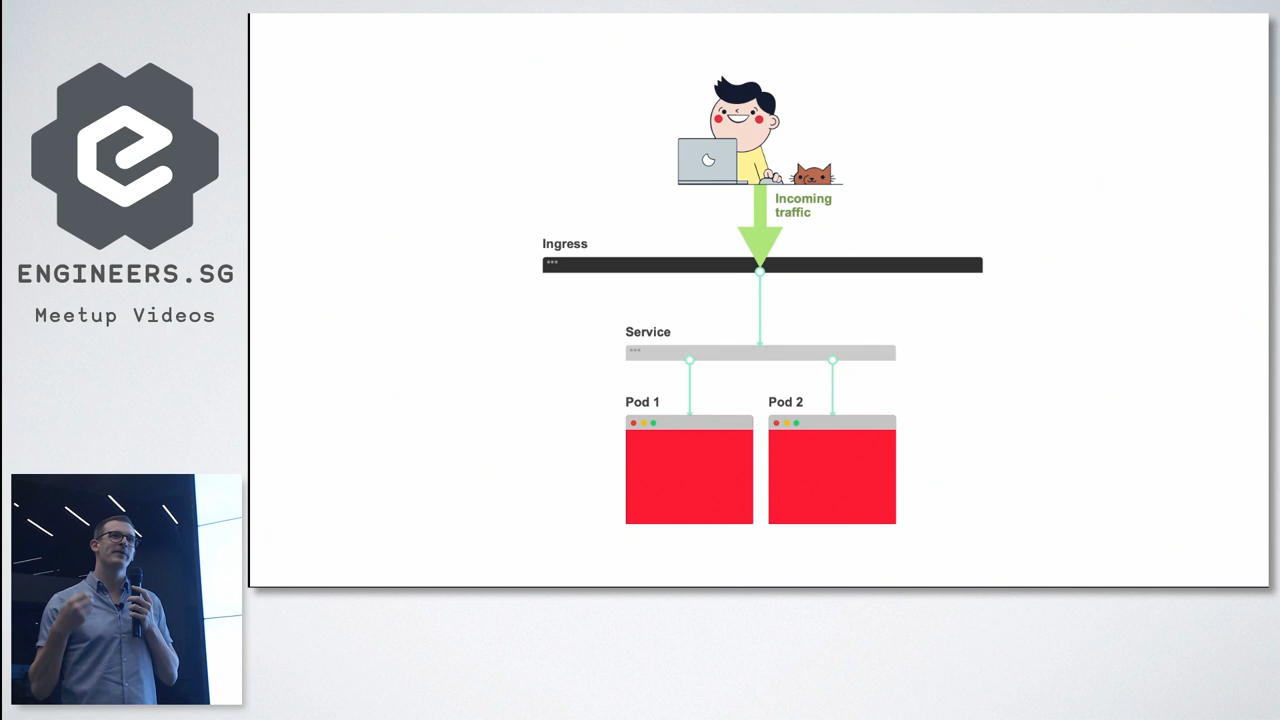 ENGINEERS.SG
Meetup Videos
Incoming
traffic
Ingress
Service
Pod 1
Pod 2